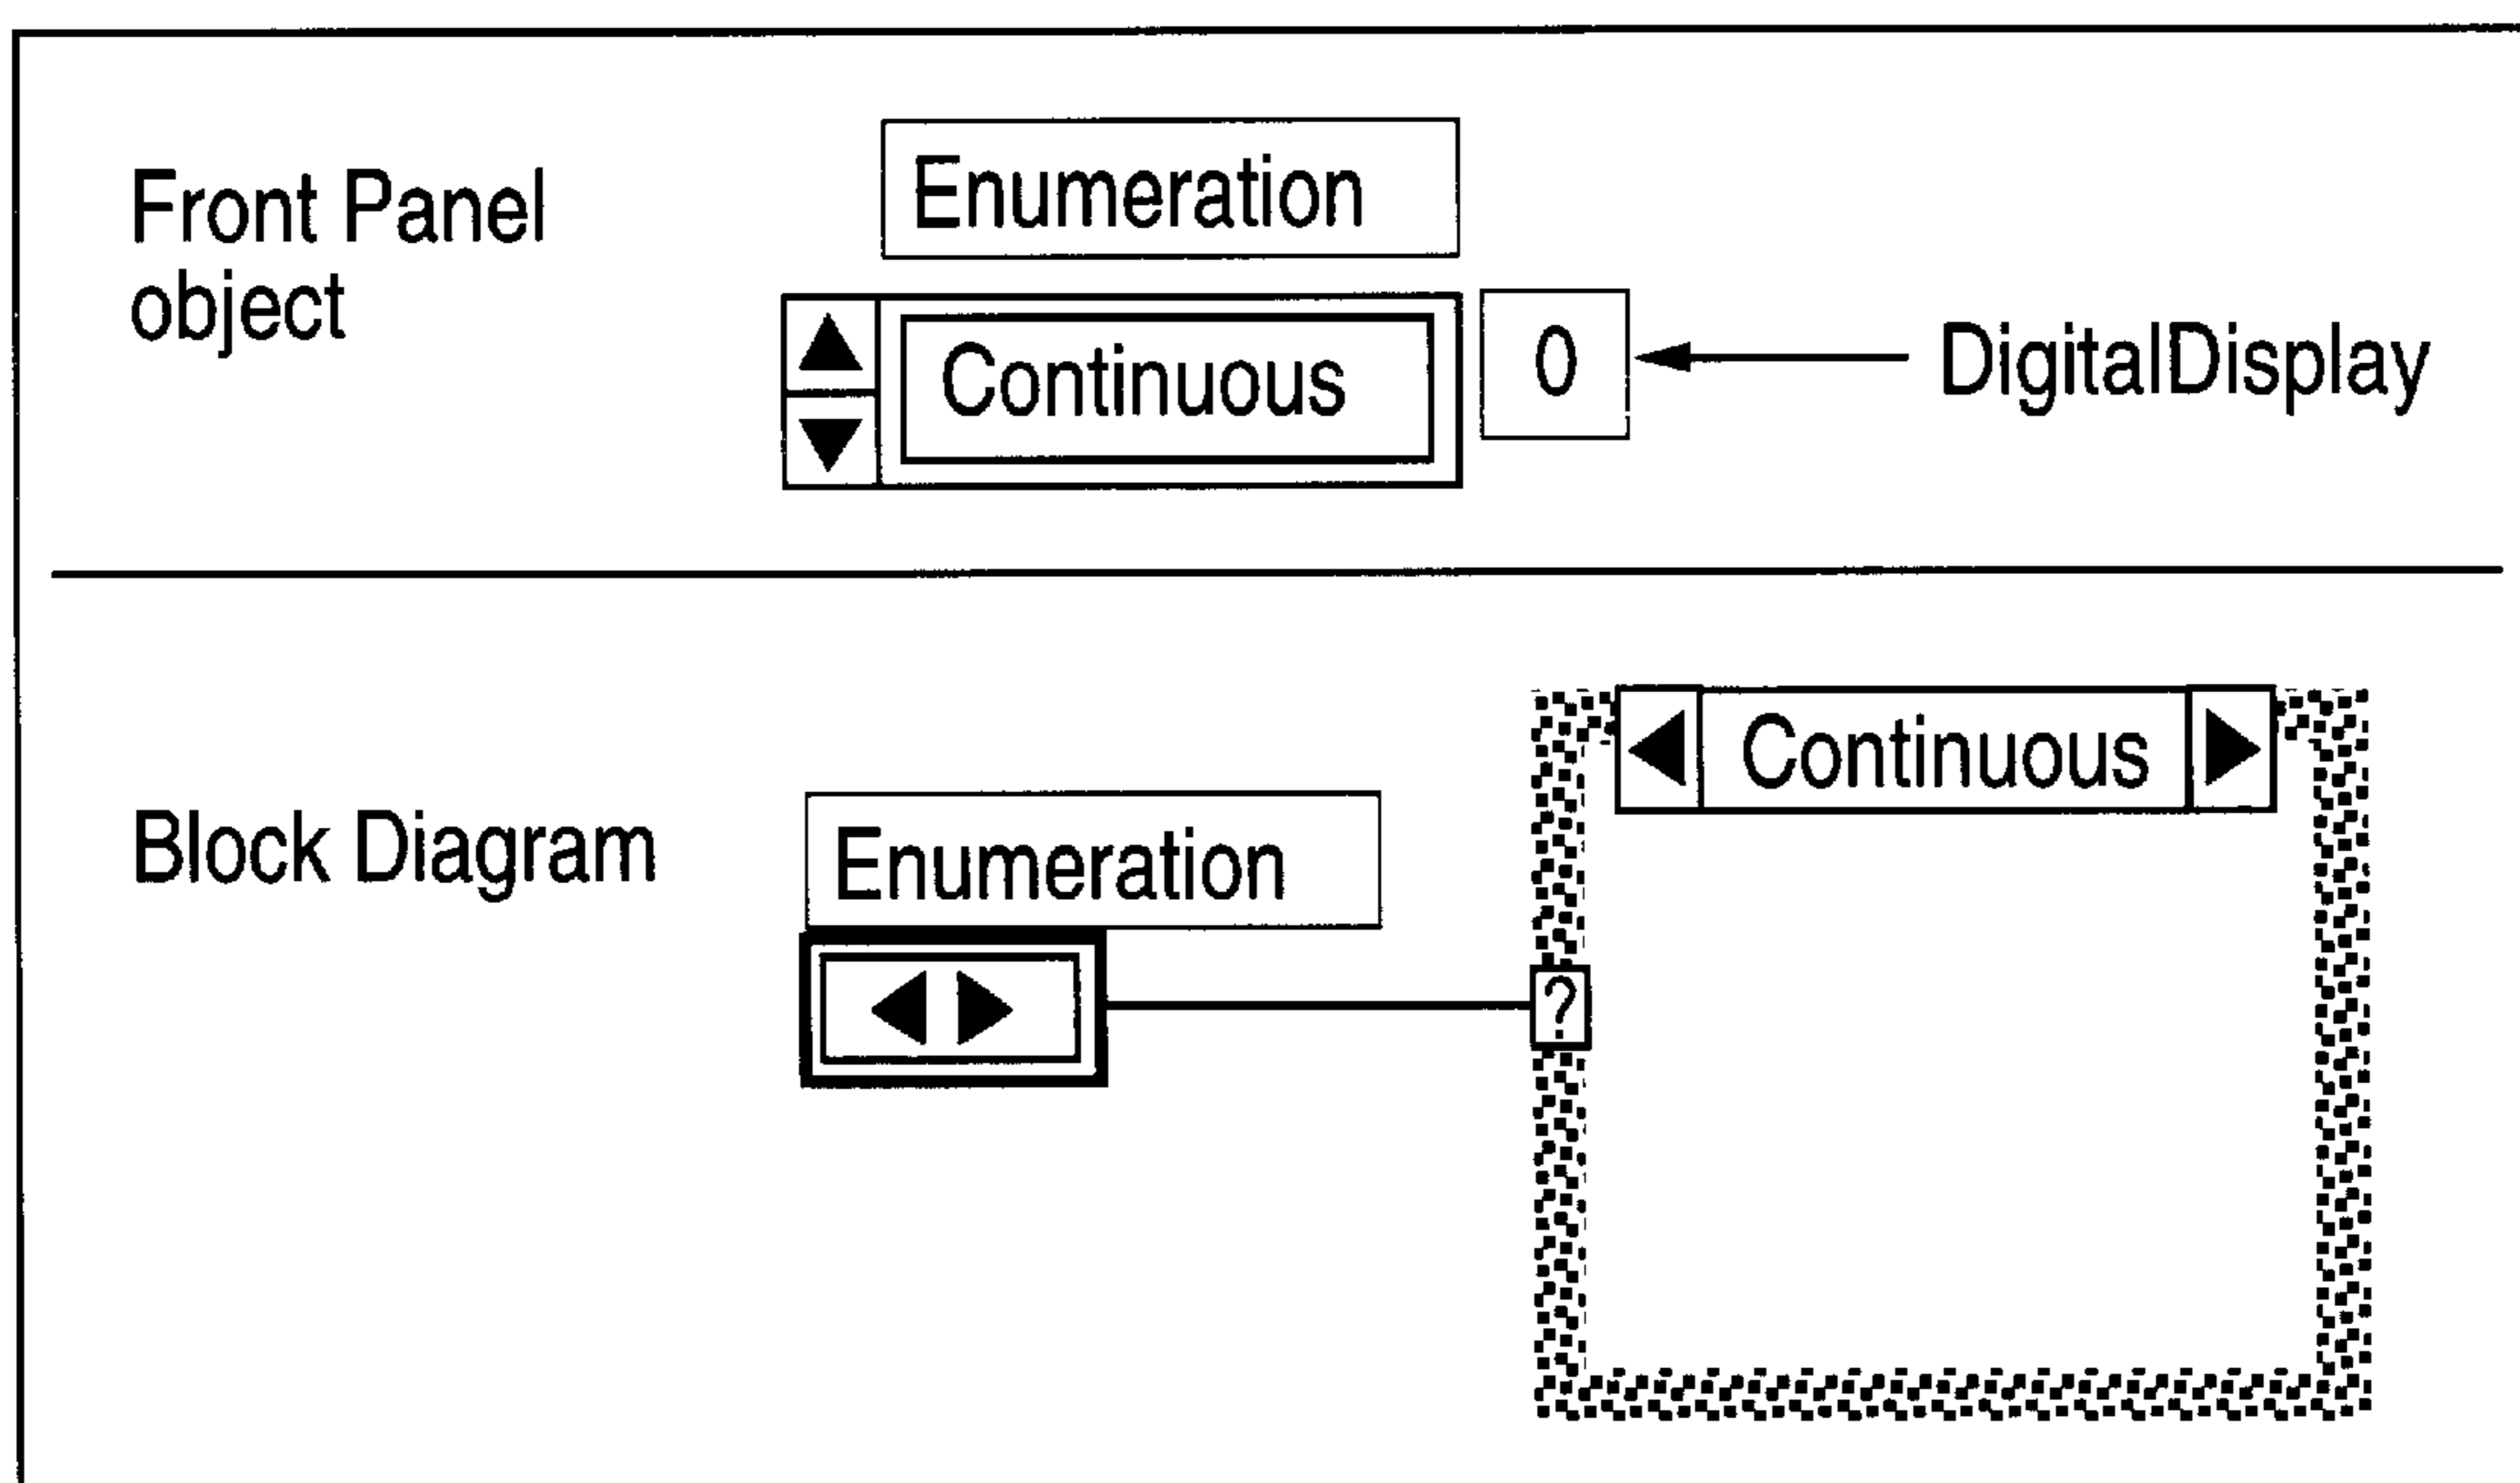 Front Panel
object
Enumeration
Continuous
0
DigitalDisplay
Block Diagram
Enumeration
Continuous
?